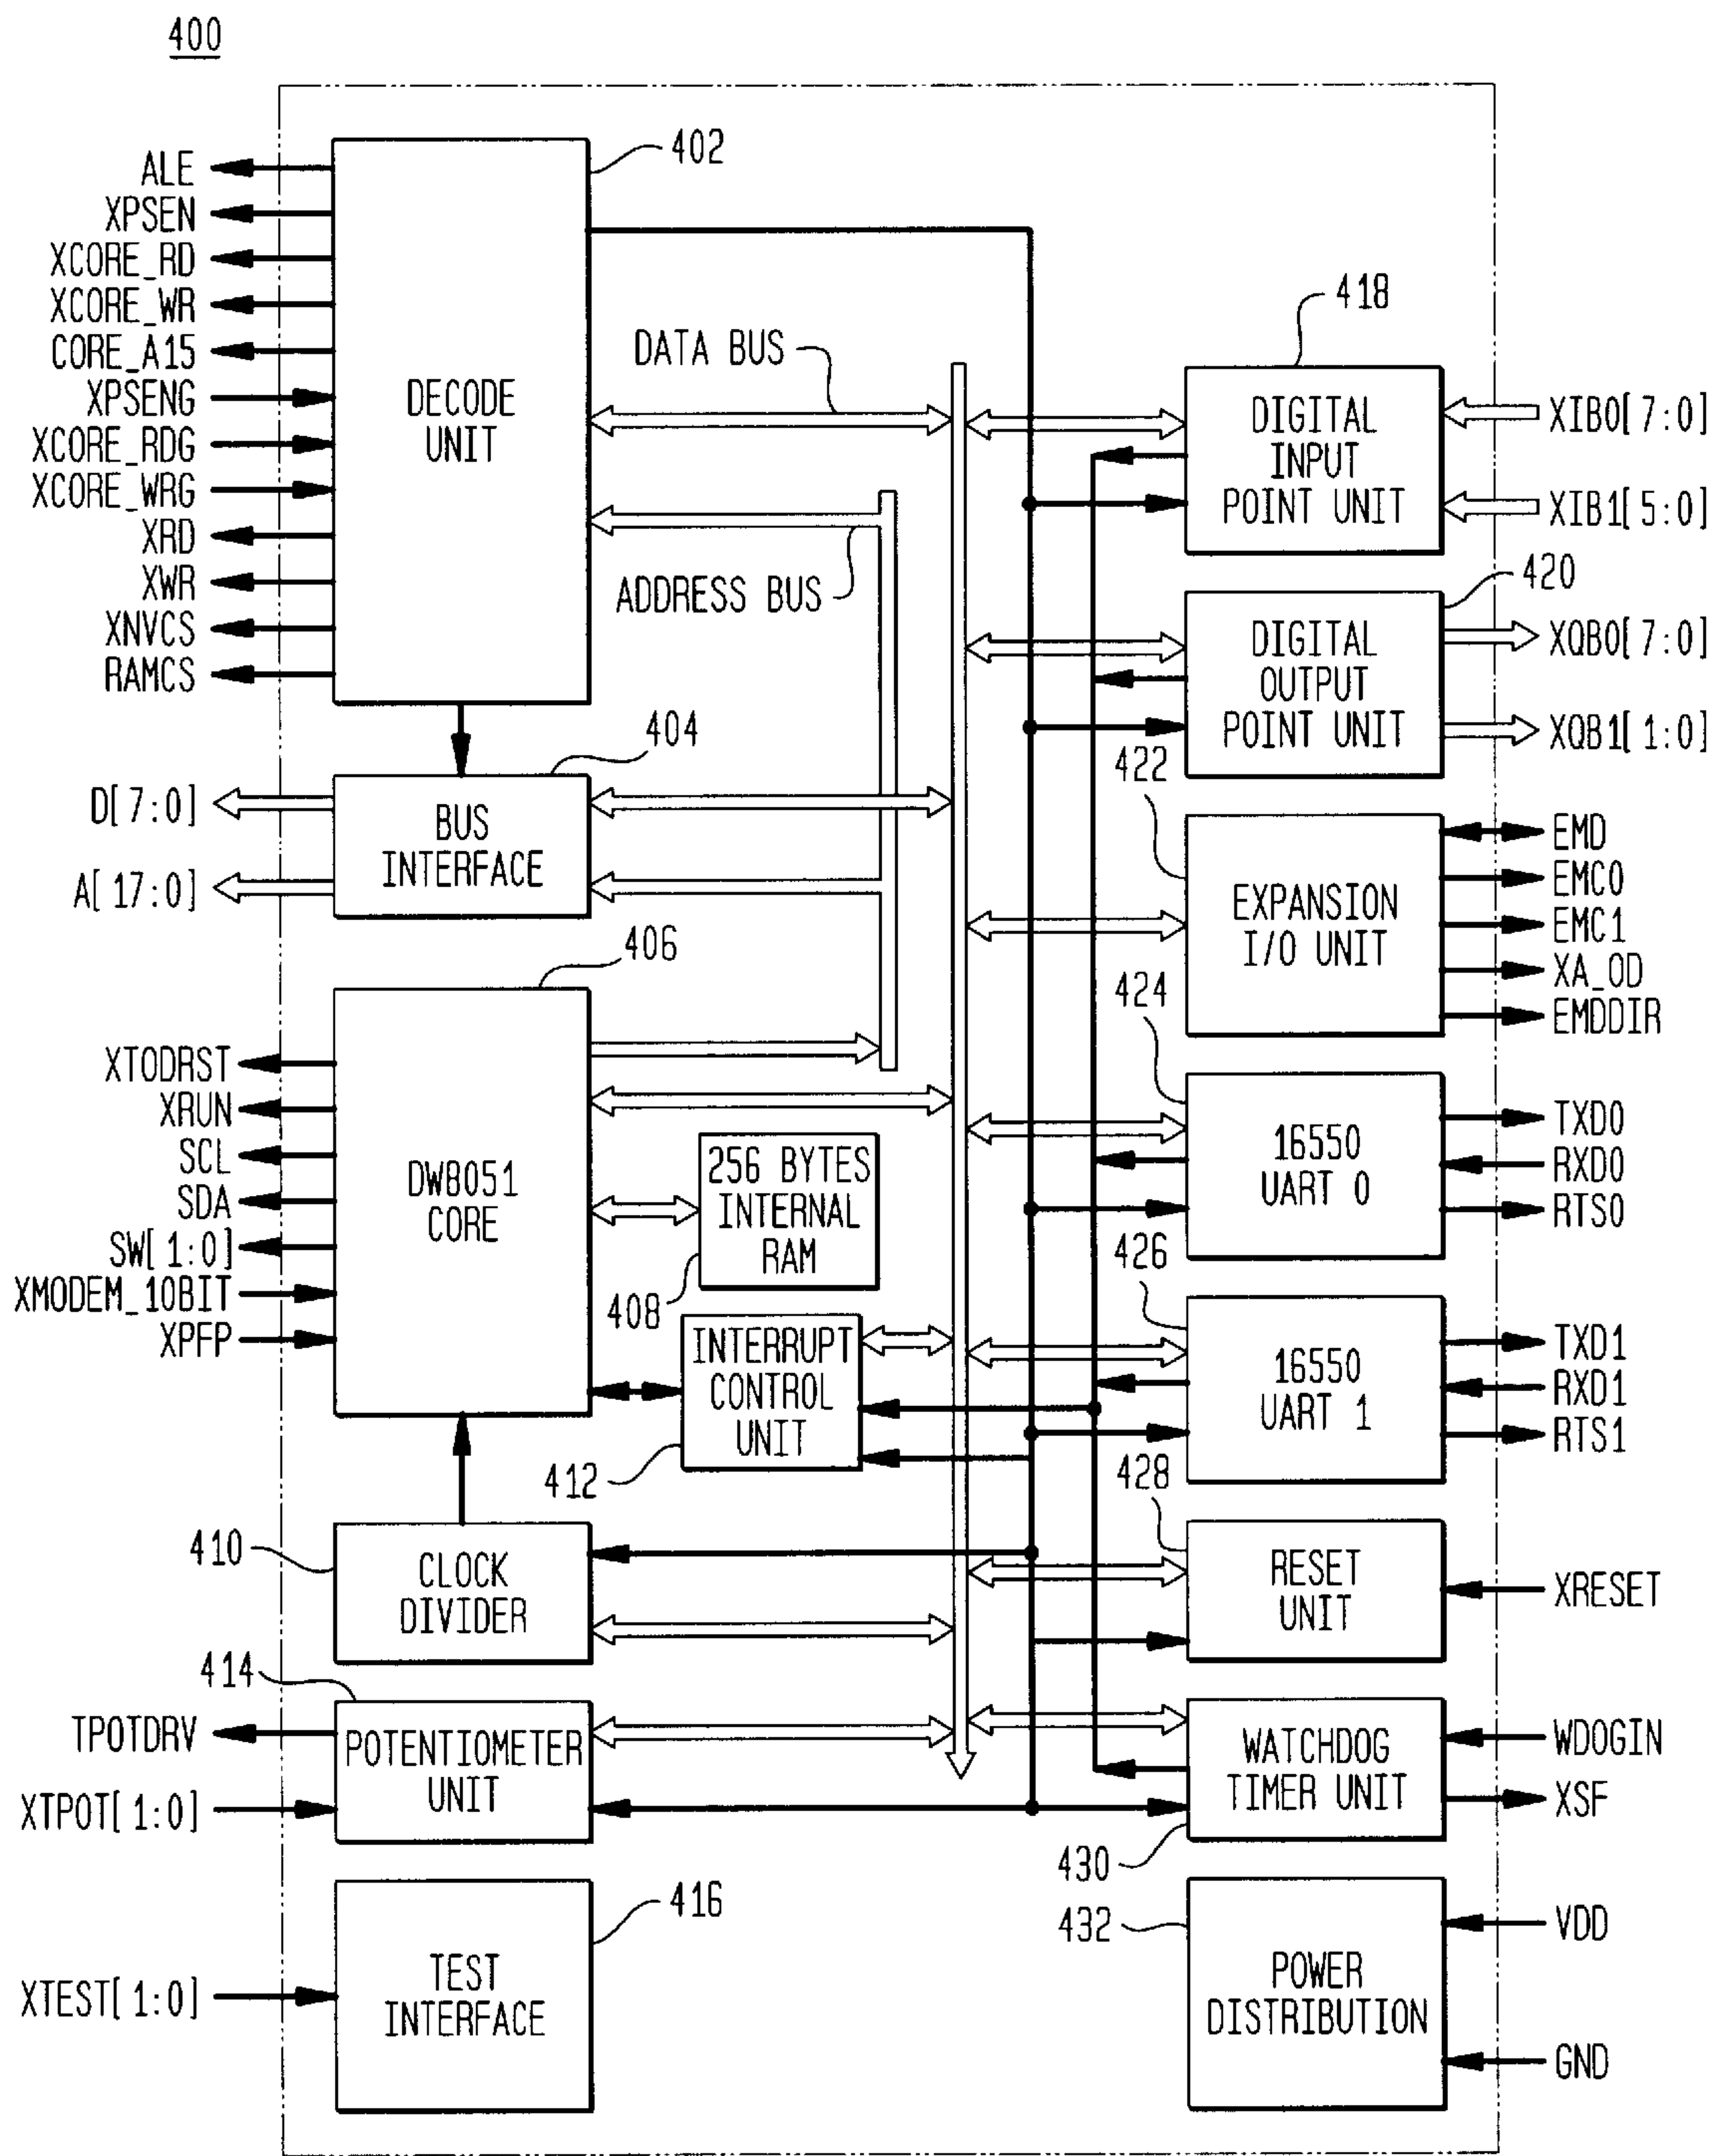 400
402
ALE
XPSEN
XCORE_RD
XCORE_WR
CORE_A15
XPSENG
XCORE_RDG
XCORE_WRG
XRD
XWR
XNVCS
RAMCS
DECODE
UNIT
DATA BUS
ADDRESS BUS
418
DIGITAL
INPUT
POINT UNIT
XIB0[7:0]
XIB1[5:0]
420
DIGITAL
OUTPUT
POINT UNIT
XQB0[7:0]
XQB1[1:0]
404
D[7:0]
A[17:0]
BUS
INTERFACE
422
EXPANSION
I/O UNIT
EMD
EMC0
EMC1
XA_OD
EMDDIR
406
XTODRST
XRUN
SCL
SDA
SW[1:0]
XMODEM_10BIT
XPFP
DW8051
CORE
256 BYTES
INTERNAL
RAM
408
INTERRUPT
CONTROL
UNIT
412
424
16550
UART 0
TXD0
RXD0
RTS0
426
16550
UART 1
TXD1
RXD1
RTS1
410
CLOCK
DIVIDER
428
RESET
UNIT
XRESET
414
TPOTDRV
XTPOT[1:0]
POTENTIOMETER
UNIT
WATCHDOG
TIMER UNIT
WDOGIN
XSF
430
416
XTEST[1:0]
TEST
INTERFACE
432
POWER
DISTRIBUTION
VDD
GND